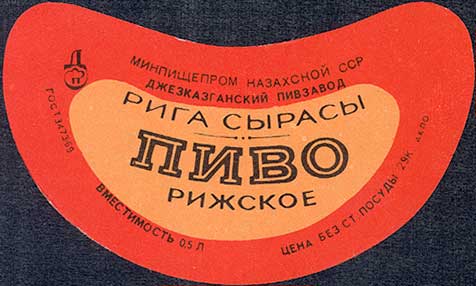 МИНПИЩЕПРОМ КАЗАХСКОЙ ССР
ДЖЕЗКАЗГАНСКИЙ ПИВЗАВОД
РИГА СЫРАСЫ
ПИВО
РИЖСКОЕ
ГОСТ 3473-69
ВМЕСТИМОСТЬ 0,5 Л
ЦЕНА БЕЗ СТ. ПОСУДЫ 29К